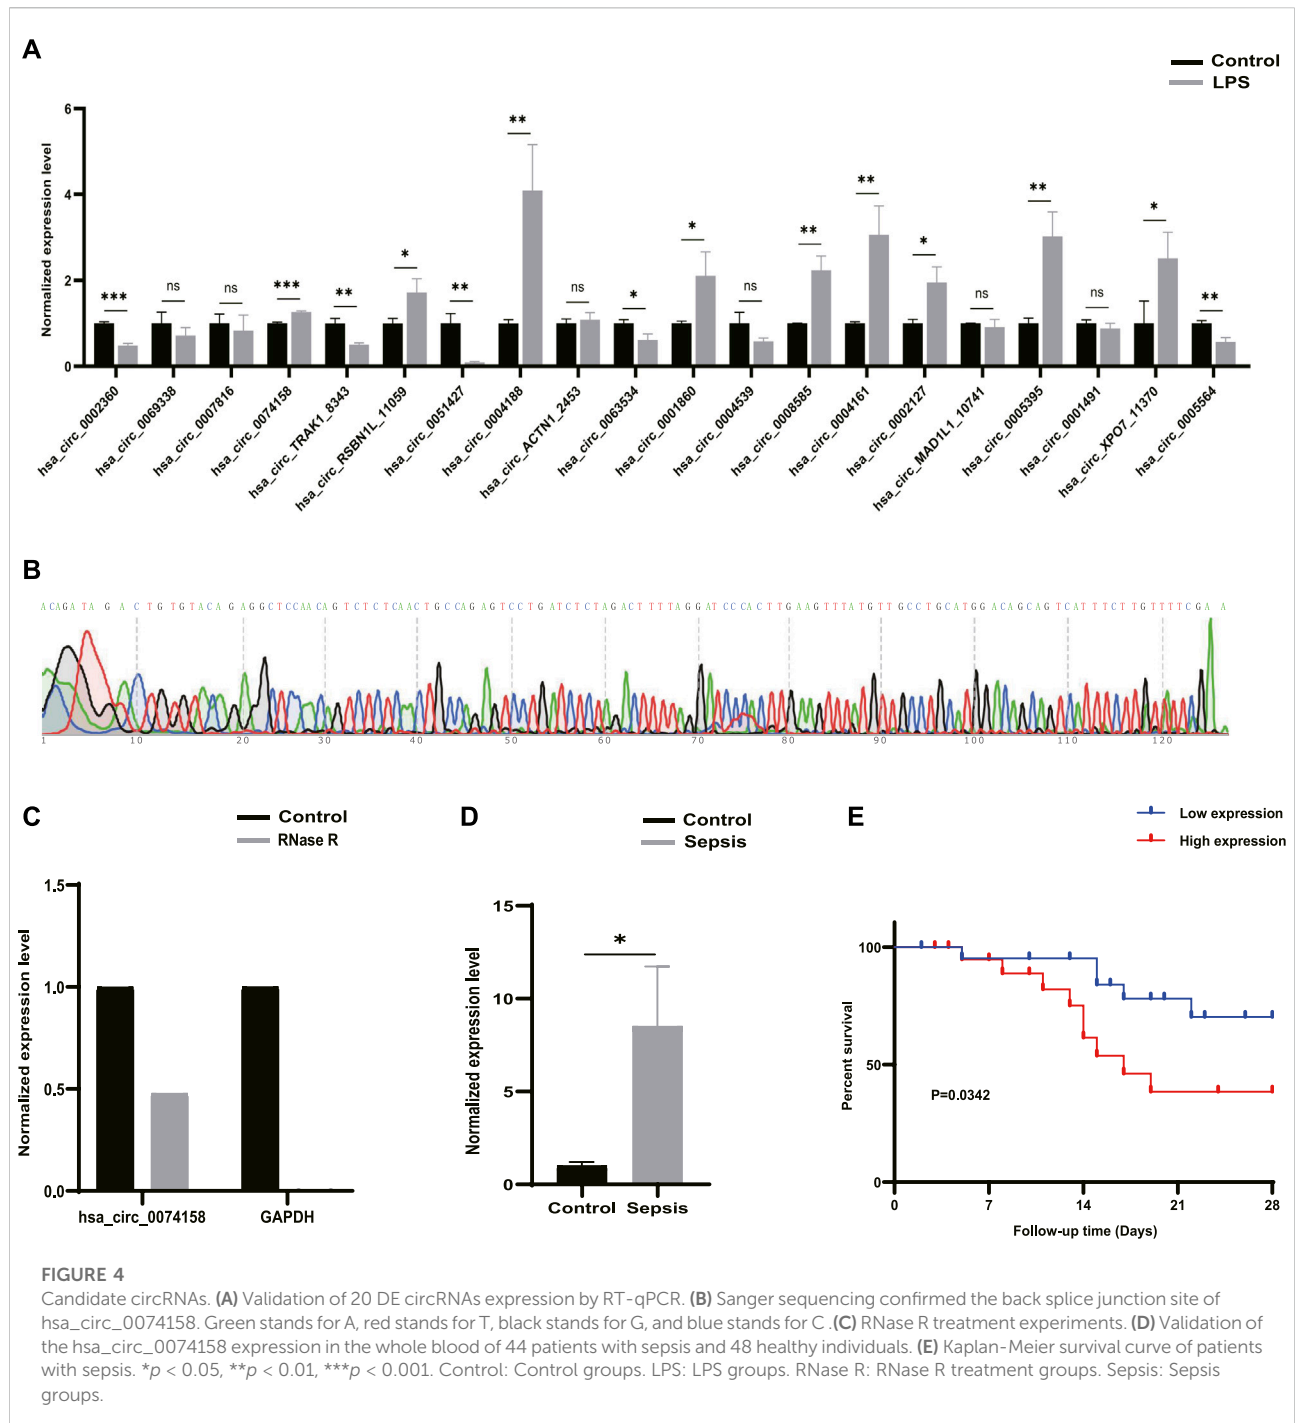 A
Control
LPS
Normalized expression level
6
4
2
0
***
ns
ns
***
**
*
**
**
ns
*
*
ns
**
**
*
ns
**
ns
*
**
hsa_circ_0002360
hsa_circ_0069338
hsa_circ_0007816
hsa_circ_0074158
hsa_circ_TRAK1_8343
hsa_circ_RSBN1L_11059
hsa_circ_0051427
hsa_circ_0004188
hsa_circ_ACTN1_2453
hsa_circ_0063534
hsa_circ_0001860
hsa_circ_0004539
hsa_circ_0008585
hsa_circ_0004161
hsa_circ_0002127
hsa_circ_MAD1L1_10741
hsa_circ_0005395
hsa_circ_0001491
hsa_circ_XPO7_11370
hsa_circ_0005564
B
ACAGA TA G A C T G T GTACA G AGGCTCCAACAGTCTCTCAACTGCCAGAGTCCTGATCTCTAGACTTTTAGGATCCCACTTGAAGTTTATGTTGCCTGCATGGACAGCAGTCATTTCTTGTTTTCGA A
1 10 20 30 40 50 60 70 80 90 100 110 120
C
Control
RNase R
Normalized expression level
1.5
1.0
0.5
0.0
hsa_circ_0074158 GAPDH
D
Control
Sepsis
Normalized expression level
15
10
5
0
*
Control Sepsis
E
Low expression
High expression
Percent survival
100
50
0
P=0.0342
0 7 14 21 28
Follow-up time (Days)
FIGURE 4
Candidate circRNAs. (A) Validation of 20 DE circRNAs expression by RT-qPCR. (B) Sanger sequencing confirmed the back splice junction site of
hsa_circ_0074158. Green stands for A, red stands for T, black stands for G, and blue stands for C .(C) RNase R treatment experiments. (D) Validation of
the hsa_circ_0074158 expression in the whole blood of 44 patients with sepsis and 48 healthy individuals. (E) Kaplan-Meier survival curve of patients
with sepsis. *p < 0.05, **p < 0.01, ***p < 0.001. Control: Control groups. LPS: LPS groups. RNase R: RNase R treatment groups. Sepsis: Sepsis
groups.